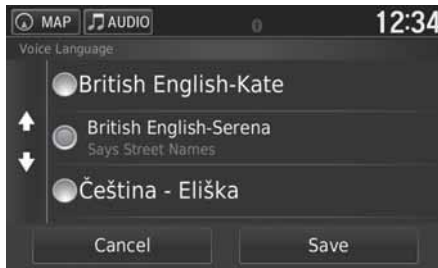 MAP AUDIO 0 12:34
Voice Language
British English-Kate
British English-Serena
Says Street Names
Čeština - Eliška
Cancel Save